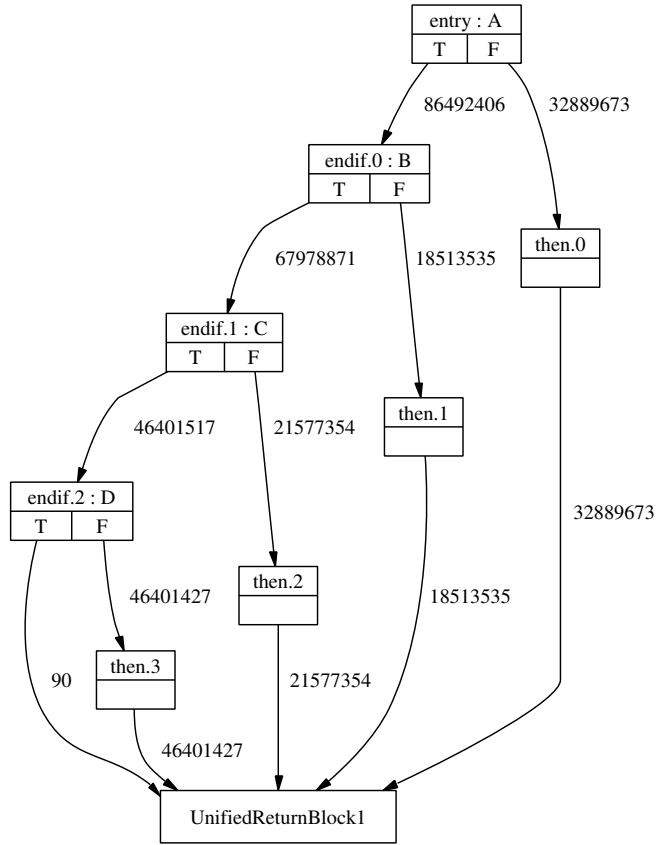 entry : A
T F
86492406 32889673
endif.0 : B
T F
then.0
67978871 18513535
endif.1 : C
T F
then.1
46401517 21577354
endif.2 : D
T F
32889673
then.2
46401427 18513535
then.3
90 21577354
46401427
UnifiedReturnBlock1